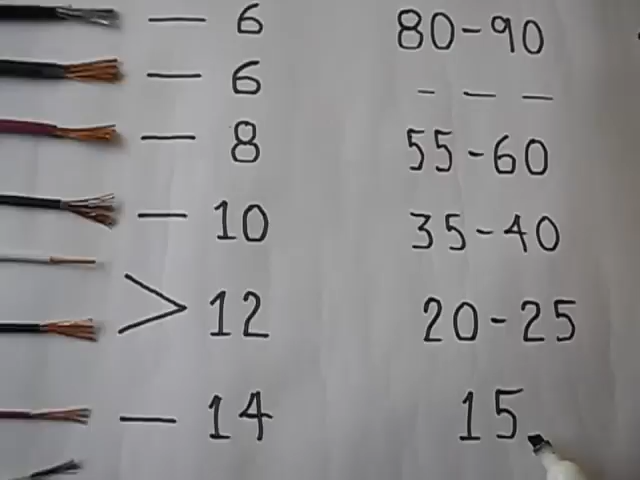 — 6 80-90
— 6 — — —
— 8 55-60
— 10 35-40
> 12 20-25
— 14 15